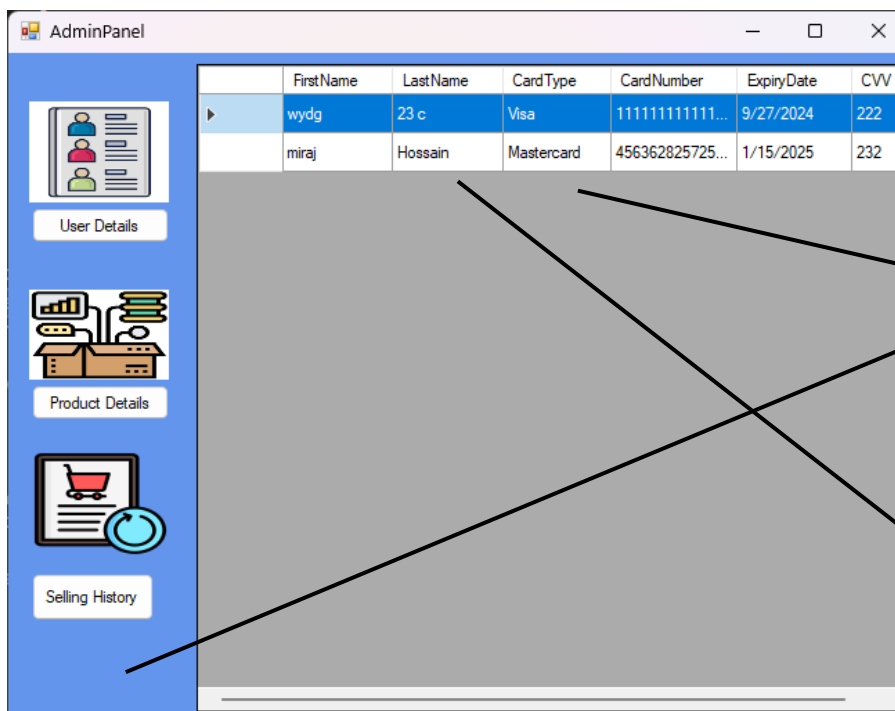 AdminPanel
FirstName LastName CardType CardNumber ExpiryDate CVV
wydg 23 c Visa 111111111111... 9/27/2024 222
miraj Hossain Mastercard 456362825725... 1/15/2025 232
User Details
Product Details
Selling History